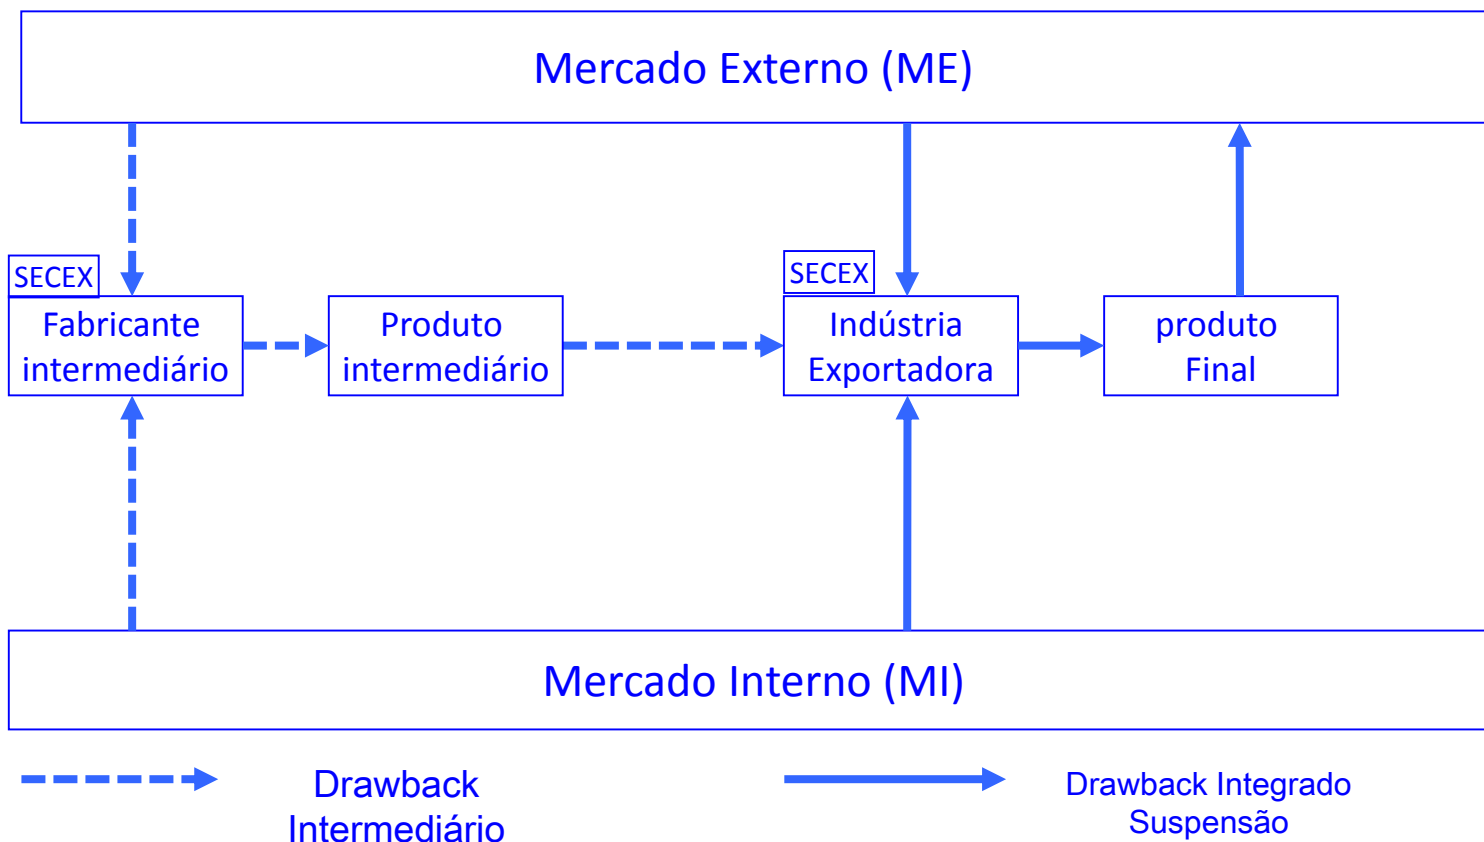 Mercado Externo (ME)
SECEX
SECEX
Fabricante
intermediário
Produto
intermediário
Indústria
Exportadora
produto
Final
Mercado Interno (MI)
Drawback
Intermediário
Drawback Integrado
Suspensão